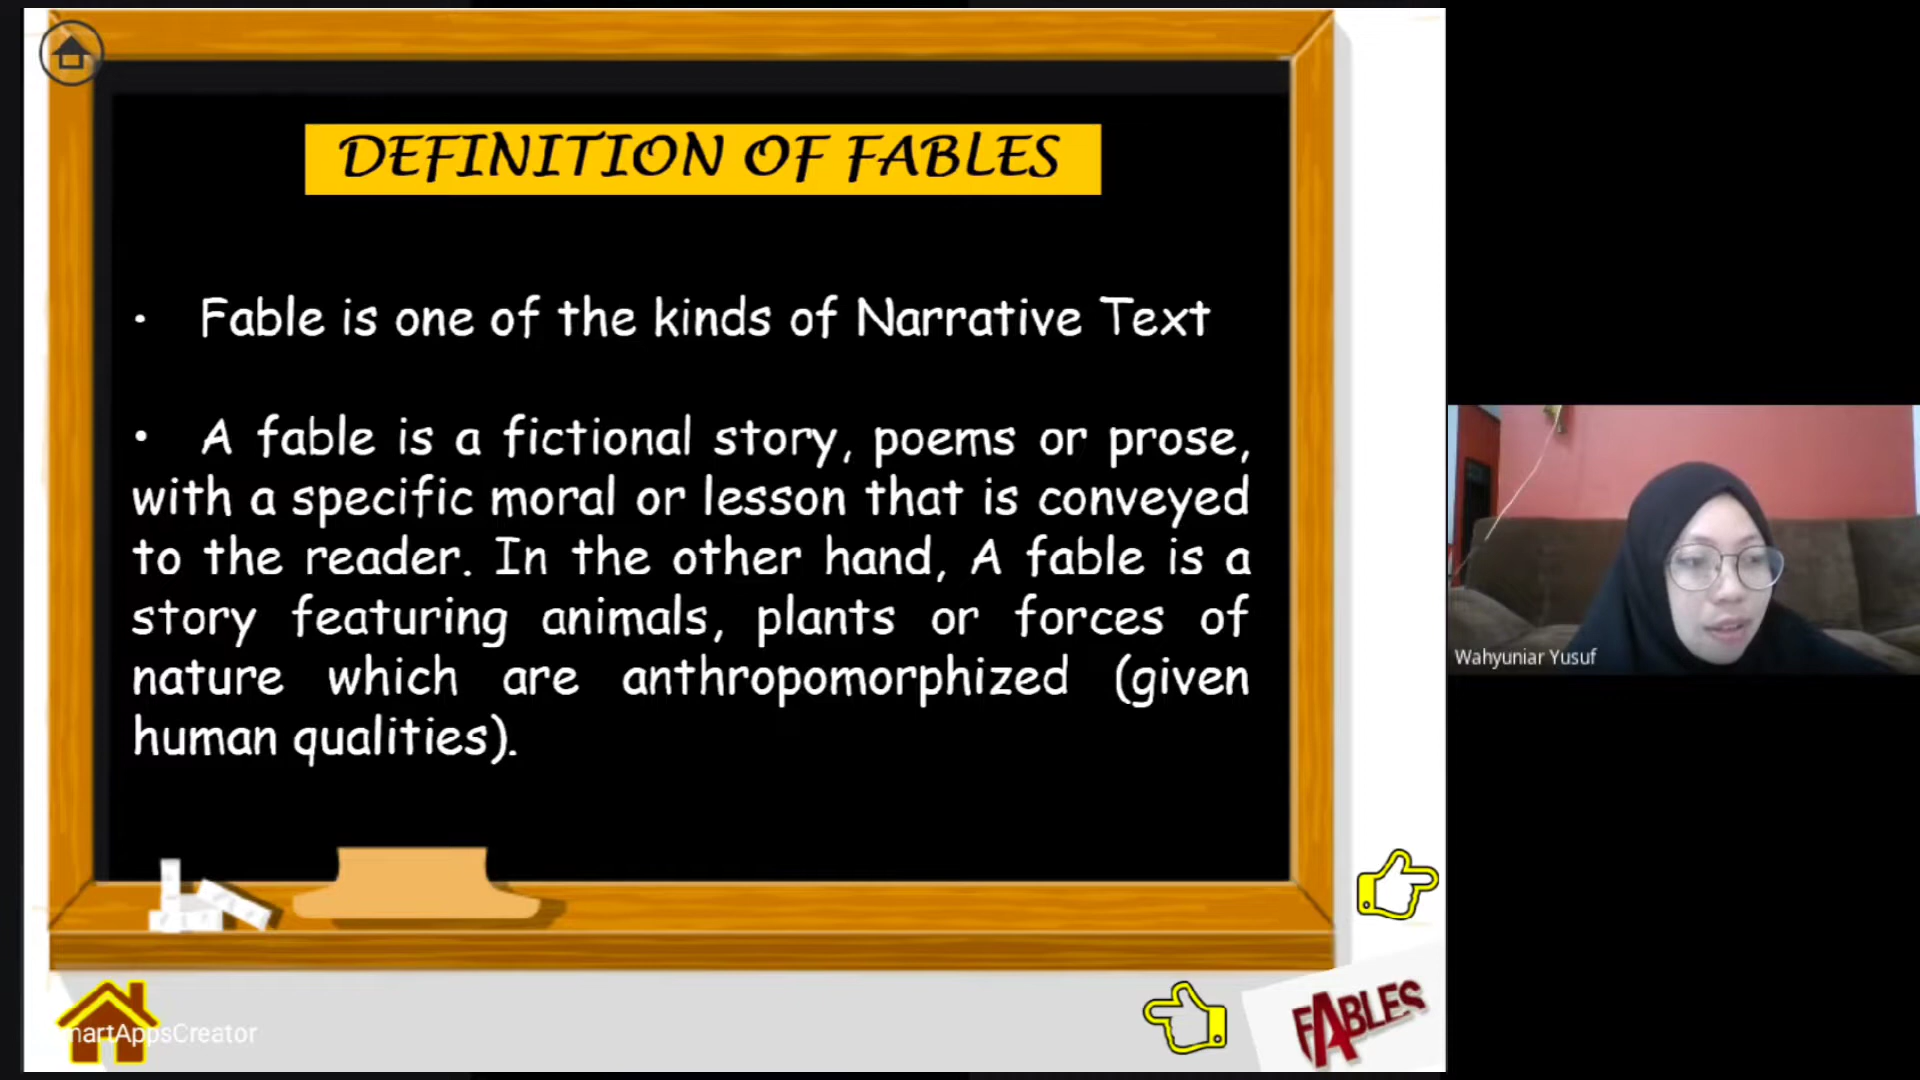 DEFINITION OF FABLES
• Fable is one of the kinds of Narrative Text
• A fable is a fictional story, poems or prose,
with a specific moral or lesson that is conveyed
to the reader. In the other hand, A fable is a
story featuring animals, plants or forces of
nature which are anthropomorphized (given
human qualities).
Wahyuniar Yusuf
FABLES
martAppsCreator